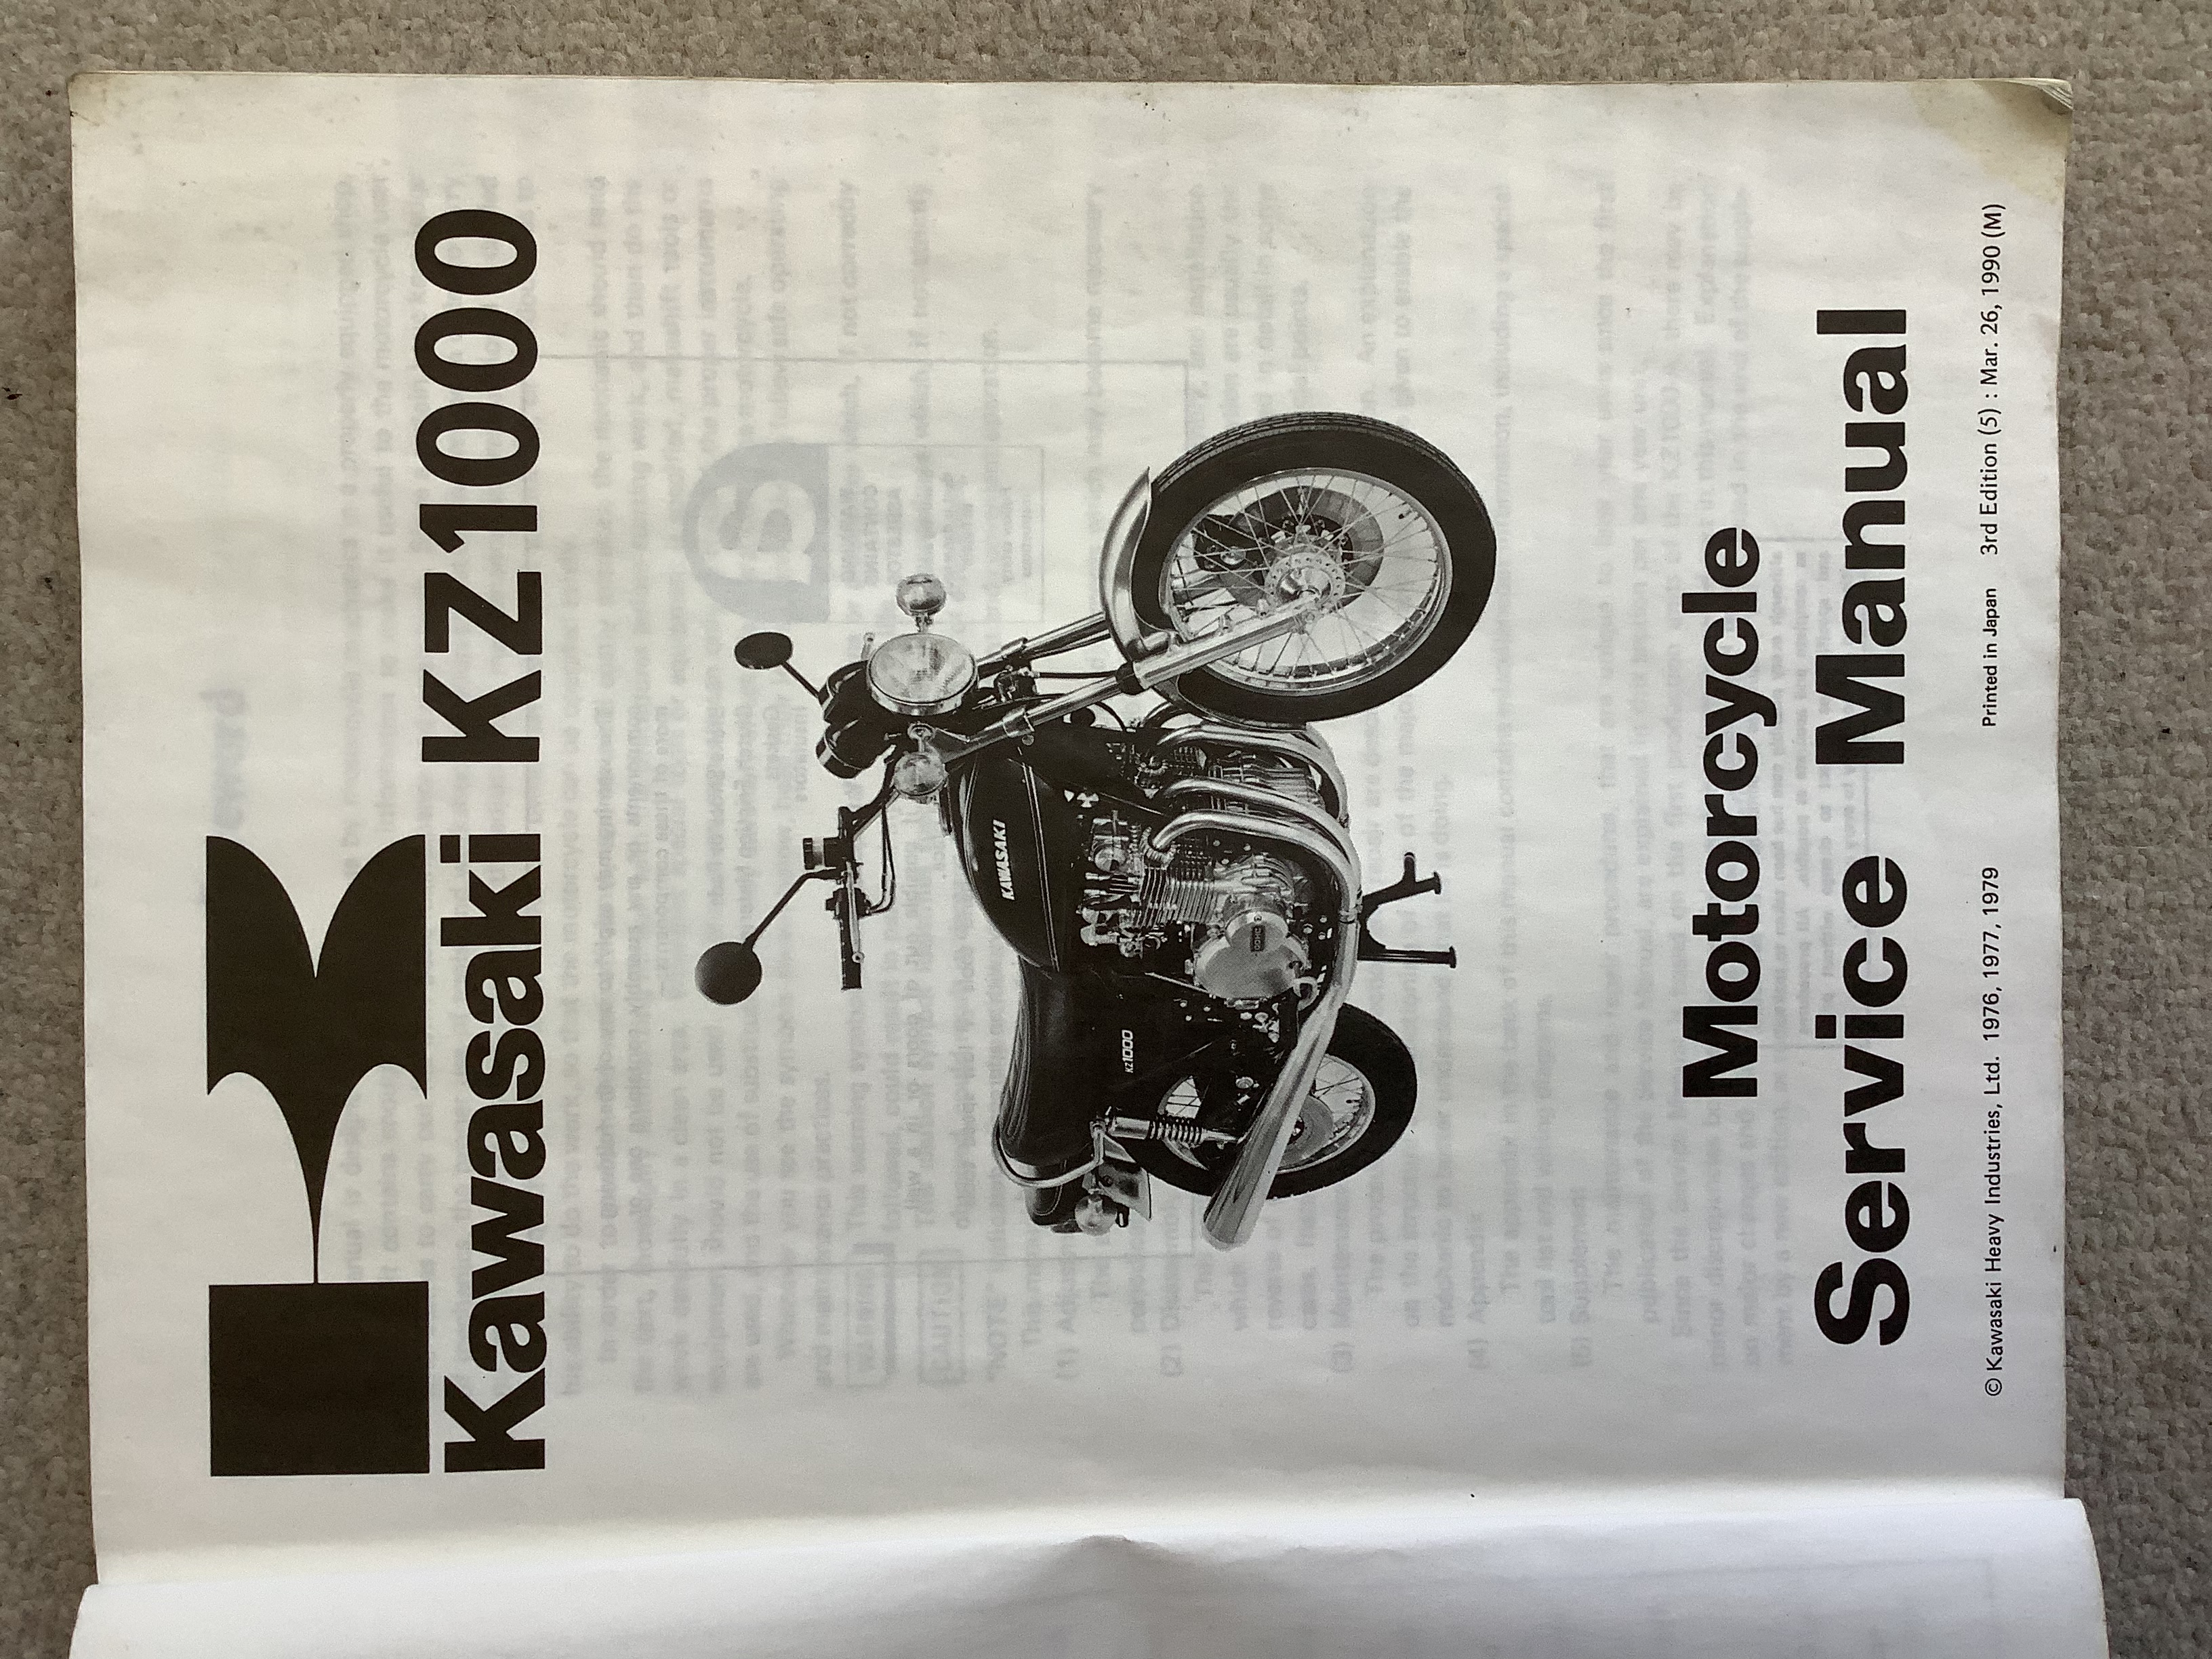 Kawasaki KZ1000
KAWASAKI
DOHC
KZ1000
Motorcycle
Service Manual
© Kawasaki Heavy Industries, Ltd. 1976, 1977, 1979 Printed in Japan 3rd Edition (5) : Mar. 26, 1990 (M)